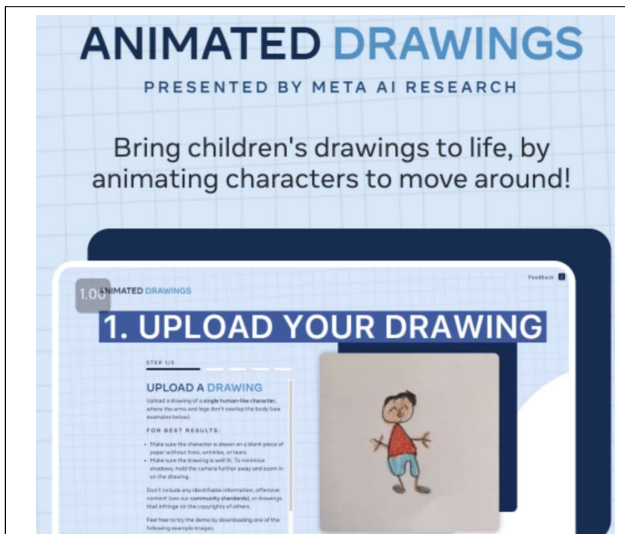 ANIMATED DRAWINGS
PRESENTED BY META AI RESEARCH
Bring children's drawings to life, by
animating characters to move around!
Feedback
1.00
ANIMATED DRAWINGS
1. UPLOAD YOUR DRAWING
STEP 1/5
UPLOAD A DRAWING
Upload a drawing of a single human-like character,
where the arms and legs don't overlap the body (see
examples below).
FOR BEST RESULTS:
• Make sure the character is drawn on a blank piece of
paper without lines, wrinkles, or tears.
• Make sure the drawing is well lit. To minimize
shadows, hold the camera further away and zoom in
on the drawing.
Don't include any identifiable information, offensive
content (see our community standards), or drawings
that infringe on the copyrights of others.
Feel free to try the demo by downloading one of the
following example images.